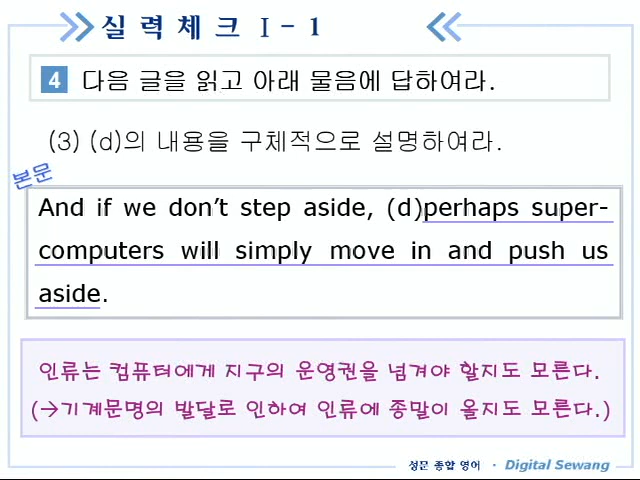 실력체크 I - 1
4 다음 글을 읽고 아래 물음에 답하여라.
(3) (d)의 내용을 구체적으로 설명하여라.
본문
And if we don't step aside, (d)perhaps super-
computers will simply move in and push us
aside.
인류는 컴퓨터에게 지구의 운영권을 넘겨야 할지도 모른다.
(→기계문명의 발달로 인하여 인류에 종말이 올지도 모른다.)
성문 종합 영어 · Digital Sewang